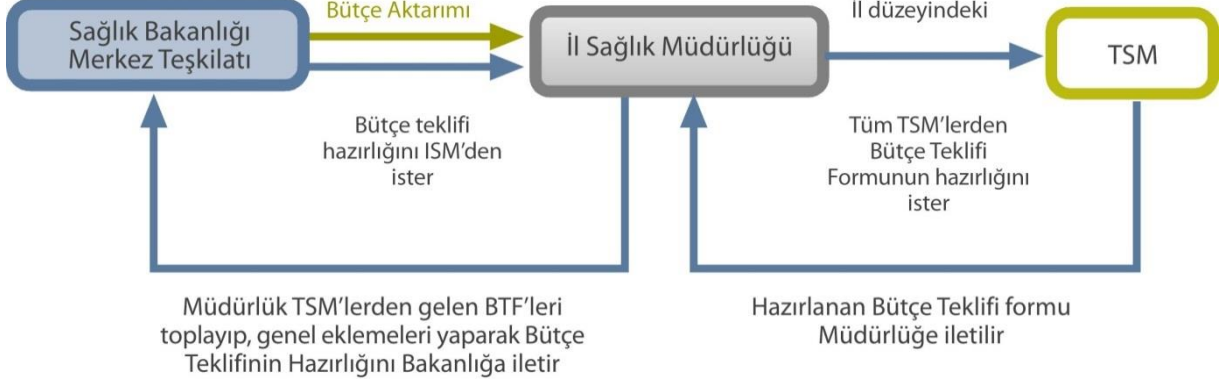 Sağlık Bakanlığı
Merkez Teşkilatı
Bütçe Aktarımı
İl Sağlık Müdürlüğü
İl düzeyindeki
TSM
Bütçe teklifi
hazırlığını ISM'den
ister
Tüm TSM'lerden
Bütçe Teklifi
Formunun hazırlığını
ister
Müdürlük TSM'lerden gelen BTF'leri
toplayıp, genel eklemeleri yaparak Bütçe
Teklifinin Hazırlığını Bakanlığa iletir
Hazırlanan Bütçe Teklifi formu
Müdürlüğe iletilir